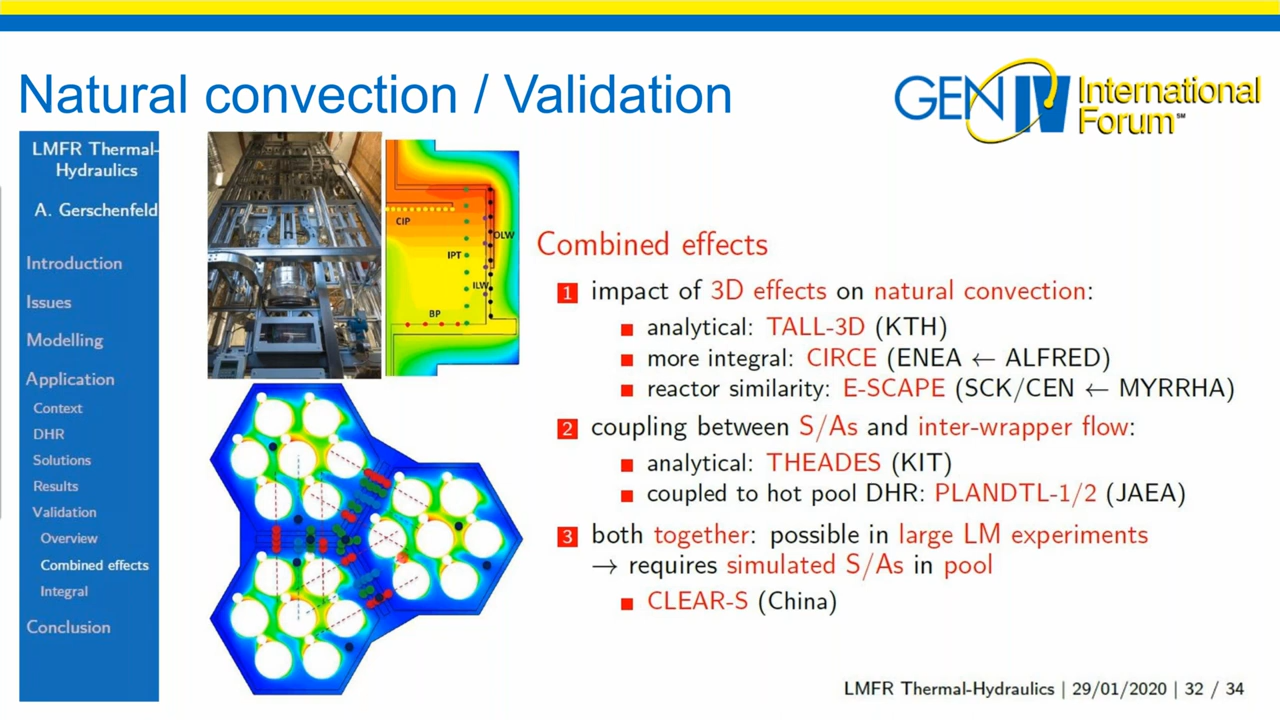 Natural convection / Validation
GEN IV International
Forum SM
LMFR Thermal-
Hydraulics
A. Gerschenfeld
Introduction
Issues
Modelling
Application
Context
DHR
Solutions
Results
Validation
Overview
Combined effects
Integral
Conclusion
CIP
OLW
IPT
ILW
BP
Combined effects
1 impact of 3D effects on natural convection:
analytical: TALL-3D (KTH)
more integral: CIRCE (ENEA ← ALFRED)
reactor similarity: E-SCAPE (SCK/CEN ← MYRRHA)
2 coupling between S/As and inter-wrapper flow:
analytical: THEADES (KIT)
coupled to hot pool DHR: PLANDTL-1/2 (JAEA)
3 both together: possible in large LM experiments
→ requires simulated S/As in pool
CLEAR-S (China)
LMFR Thermal-Hydraulics | 29/01/2020 | 32 / 34